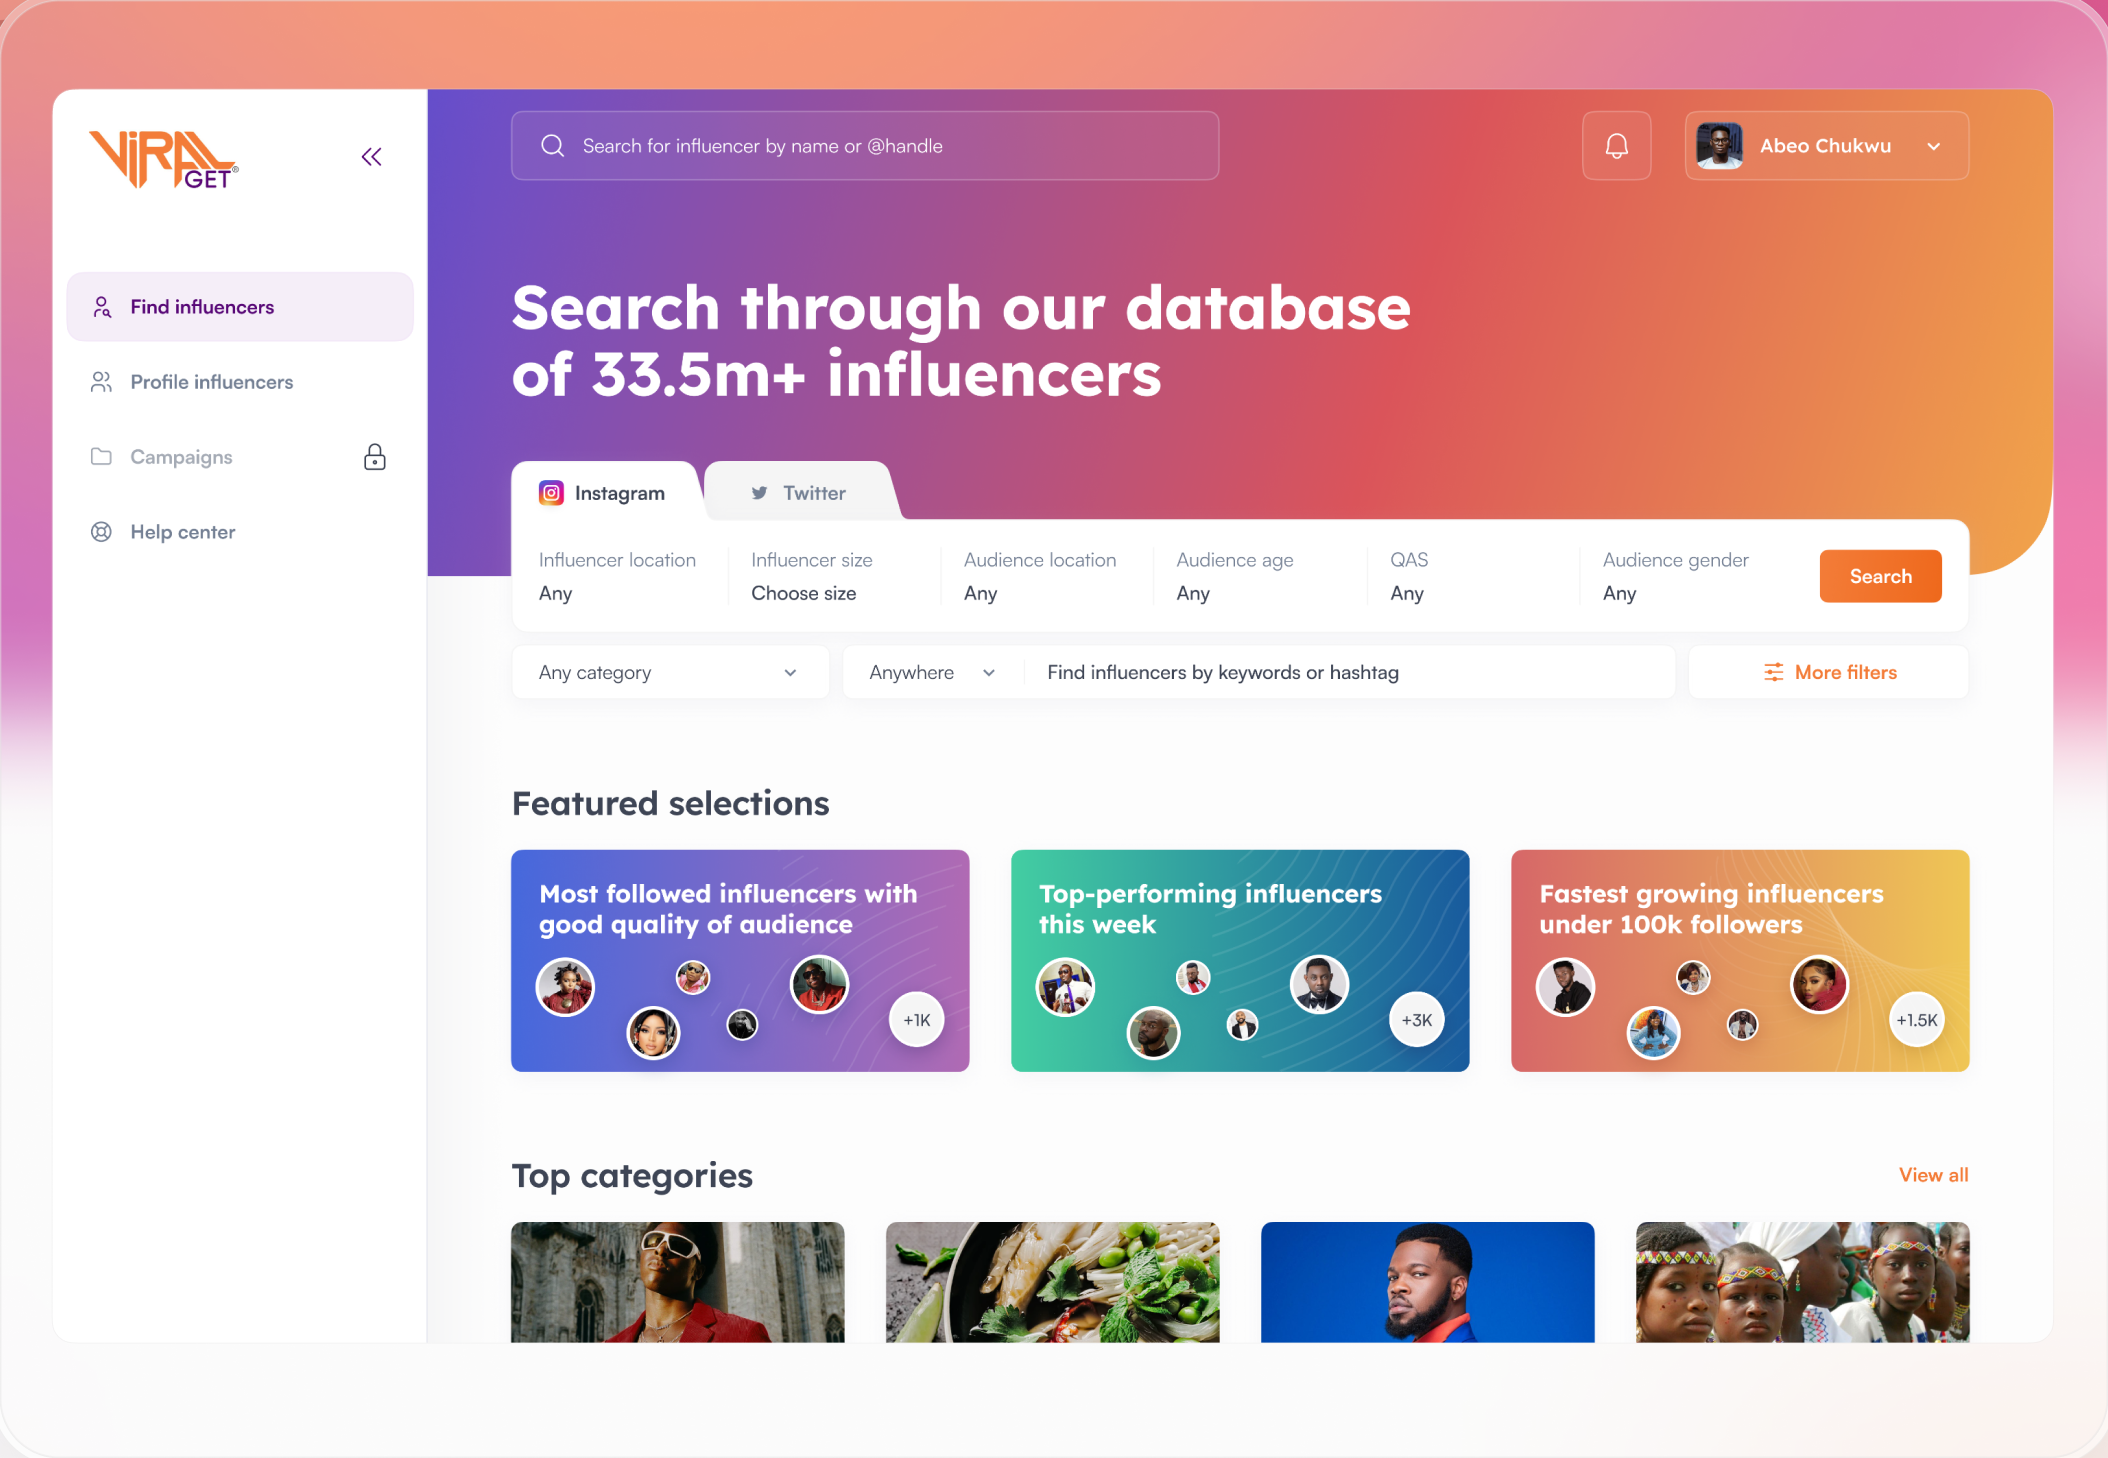 ViRAL
GET®
Find influencers
Profile influencers
Campaigns
Help center
Search for influencer by name or @handle
Abeo Chukwu
Search through our database
of 33.5m+ influencers
Instagram
Twitter
Influencer location
Any
Influencer size
Choose size
Audience location
Any
Audience age
Any
QAS
Any
Audience gender
Any
Search
Any category
Anywhere
Find influencers by keywords or hashtag
More filters
Featured selections
Most followed influencers with
good quality of audience
+1K
Top-performing influencers
this week
+3K
Fastest growing influencers
under 100k followers
+1.5K
Top categories
View all